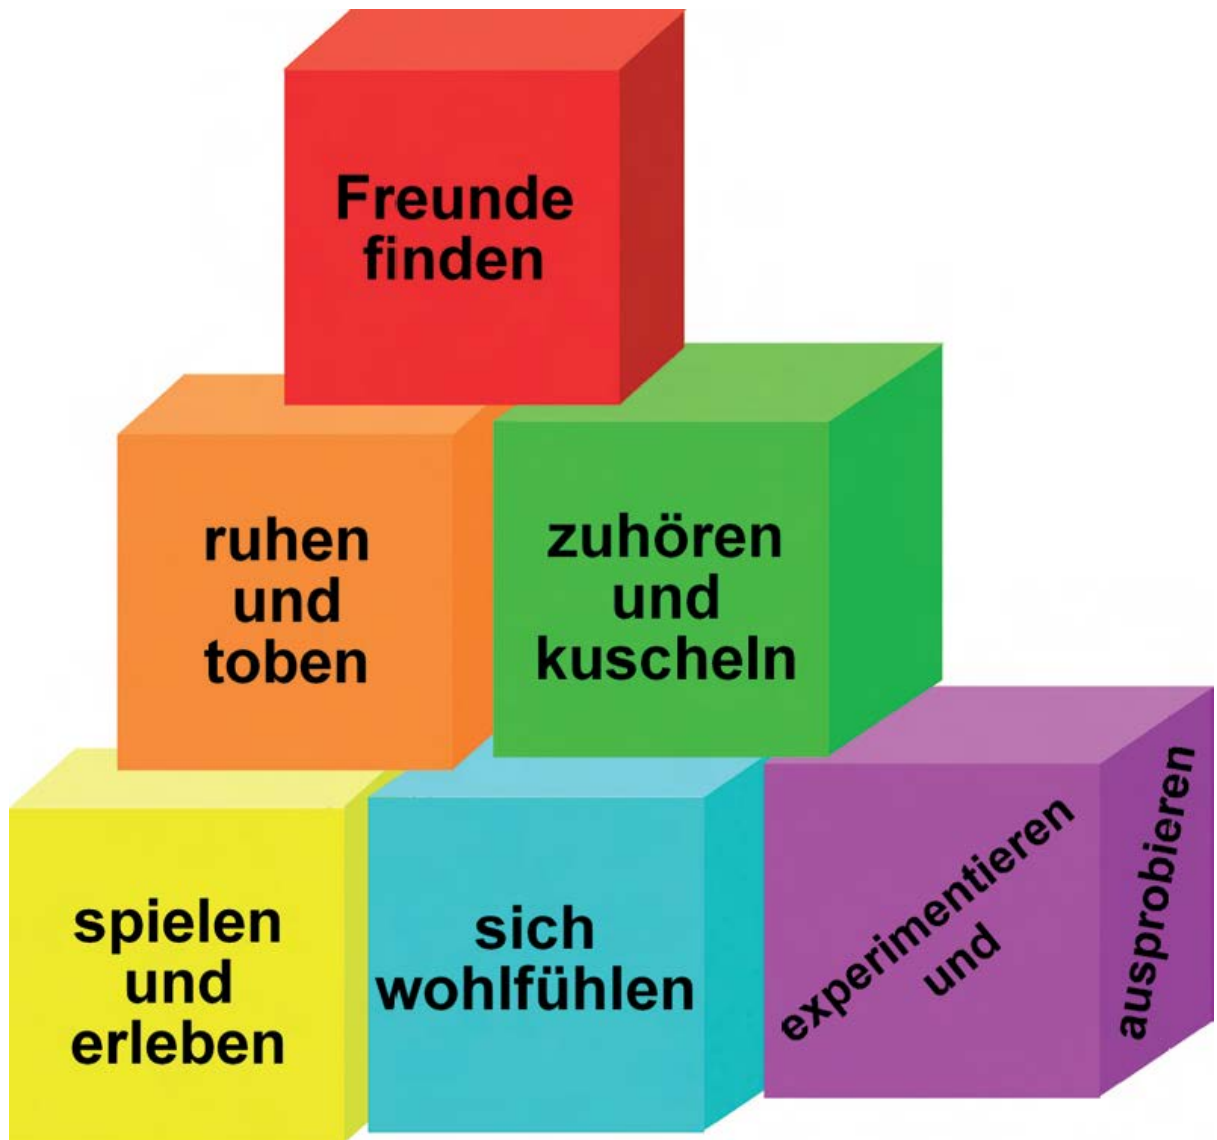 Freunde
finden
ruhen
und
toben
zuhören
und
kuscheln
spielen
und
erleben
sich
wohlfühlen
experimentieren
und
ausprobieren